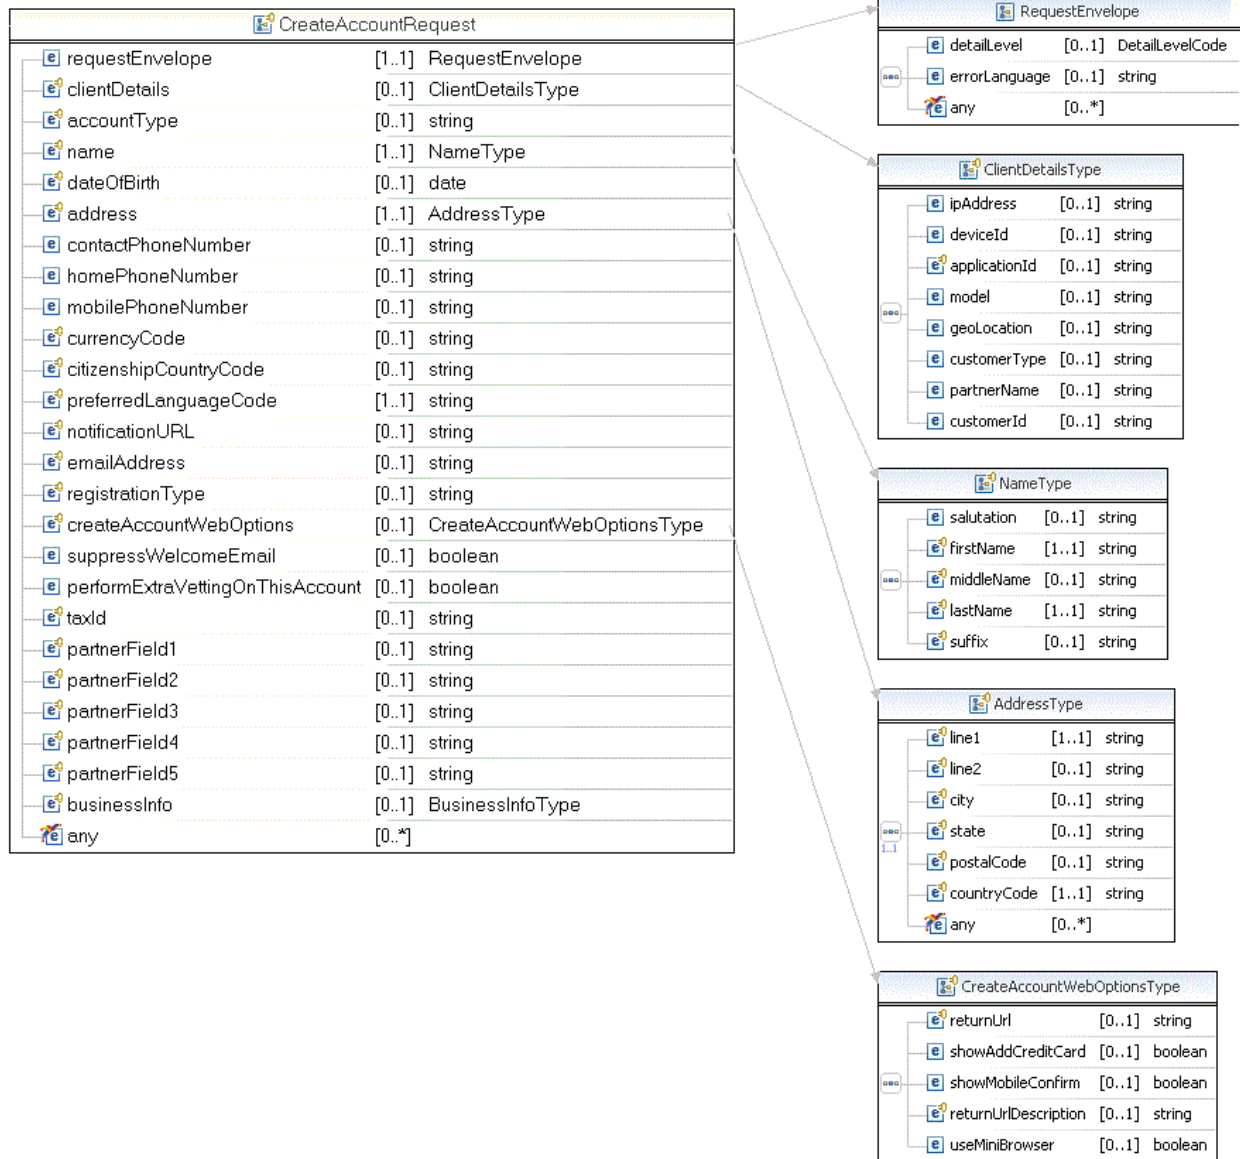 CreateAccountRequest
requestEnvelope [1..1] RequestEnvelope
clientDetails [0..1] ClientDetailsType
accountType [0..1] string
name [1..1] NameType
dateOfBirth [0..1] date
address [1..1] AddressType
contactPhoneNumber [0..1] string
homePhoneNumber [0..1] string
mobilePhoneNumber [0..1] string
currencyCode [0..1] string
citizenshipCountryCode [0..1] string
preferredLanguageCode [1..1] string
notificationURL [0..1] string
emailAddress [0..1] string
registrationType [0..1] string
createAccountWebOptions [0..1] CreateAccountWebOptionsType
suppressWelcomeEmail [0..1] boolean
performExtraVettingOnThisAccount [0..1] boolean
taxId [0..1] string
partnerField1 [0..1] string
partnerField2 [0..1] string
partnerField3 [0..1] string
partnerField4 [0..1] string
partnerField5 [0..1] string
businessInfo [0..1] BusinessInfoType
any [0..*]
RequestEnvelope
detailLevel [0..1] DetailLevelCode
errorLanguage [0..1] string
any [0..*]
ClientDetailsType
ipAddress [0..1] string
deviceId [0..1] string
applicationId [0..1] string
model [0..1] string
geoLocation [0..1] string
customerType [0..1] string
partnerName [0..1] string
customerId [0..1] string
NameType
salutation [0..1] string
firstName [1..1] string
middleName [0..1] string
lastName [1..1] string
suffix [0..1] string
AddressType
line1 [1..1] string
line2 [0..1] string
city [0..1] string
state [0..1] string
1..1
postalCode [0..1] string
countryCode [1..1] string
any [0..*]
CreateAccountWebOptionsType
returnUrl [0..1] string
showAddCreditCard [0..1] boolean
showMobileConfirm [0..1] boolean
returnUrlDescription [0..1] string
useMiniBrowser [0..1] boolean